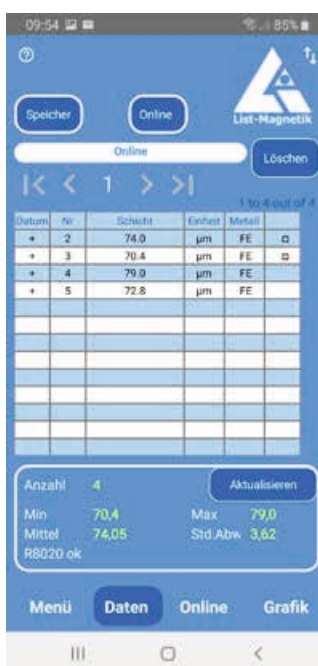 09:54 85%
List-Magnetik
Speicher Online
Online Löschen
1
1 to 4 out of 4
Datum Nr Schicht Einheit Metall
+ 2 74.0 µm FE
+ 3 70.4 µm FE
+ 4 79.0 µm FE
+ 5 72.8 µm FE
Anzahl 4 Aktualisieren
Min 70,4 Max 79,0
Mittel 74,05 Std.Abw. 3,62
R8020 ok
Menü Daten Online Grafik